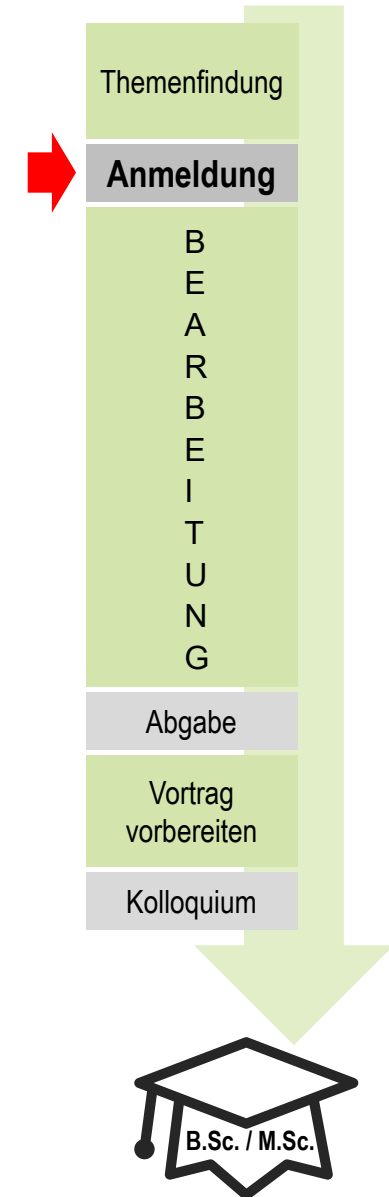 Themenfindung
Anmeldung
B
E
A
R
B
E
I
T
U
N
G
Abgabe
Vortrag
vorbereiten
Kolloquium
B.Sc. / M.Sc.